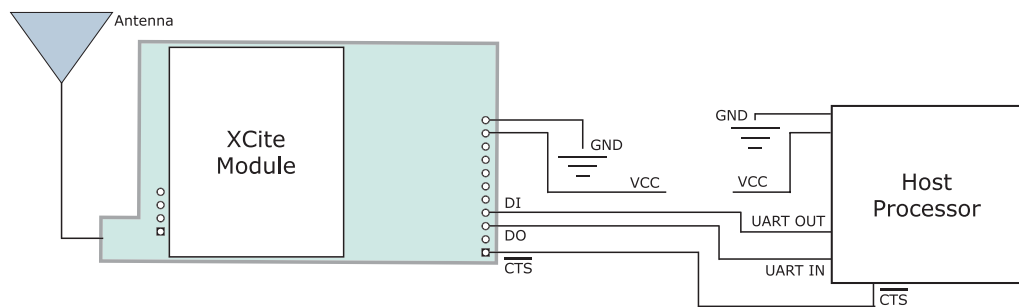 Antenna
XCite
Module
GND
VCC
DI
DO
CTS
GND
VCC
UART OUT
UART IN
Host
Processor
CTS